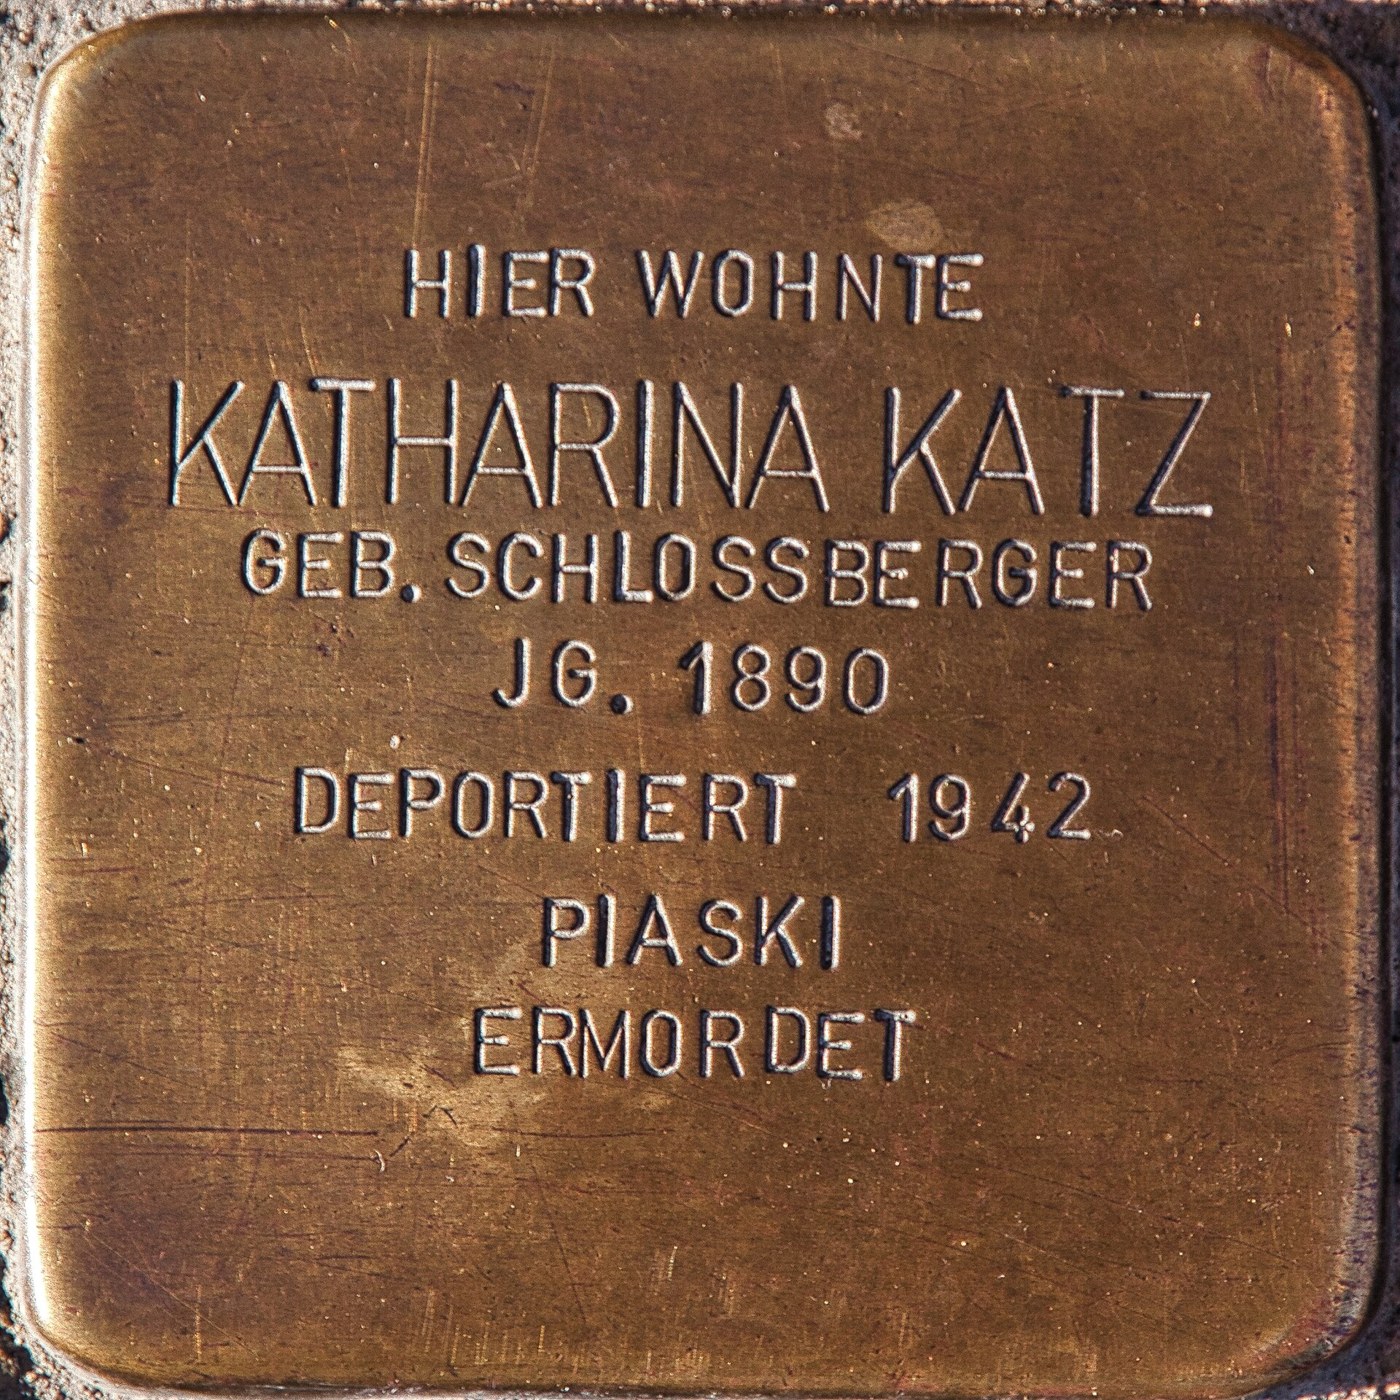 HIER WOHNTE
KATHARINA KATZ
GEB. SCHLOSSBERGER
JG. 1890
DEPORTIERT 1942
PIASKI
ERMORDET